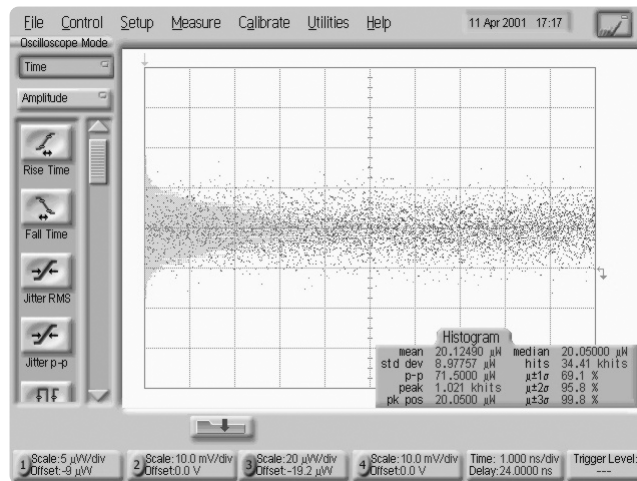 File Control Setup Measure Calibrate Utilities Help 11 Apr 2001 17:17
Oscilloscope Mode
Time
Amplitude
Rise Time
Fall Time
Jitter RMS
Jitter p-p
Histogram
mean 20.12490 µW median 20.05000 µW
std dev 8.97757 µW hits 34.41 khits
p-p 71.5000 µW µ±1σ 69.1 %
peak 1.021 khits µ±2σ 95.8 %
pk pos 20.0500 µW µ±3σ 99.8 %
1 Scale:5 µW/div Offset:-9 µW
2 Scale:10.0 mV/div Offset:0.0 V
3 Scale:20 µW/div Offset:-19.2 µW
4 Scale:10.0 mV/div Offset:0.0 V
Time: 1.000 ns/div Delay:24.0000 ns
Trigger Level:
---